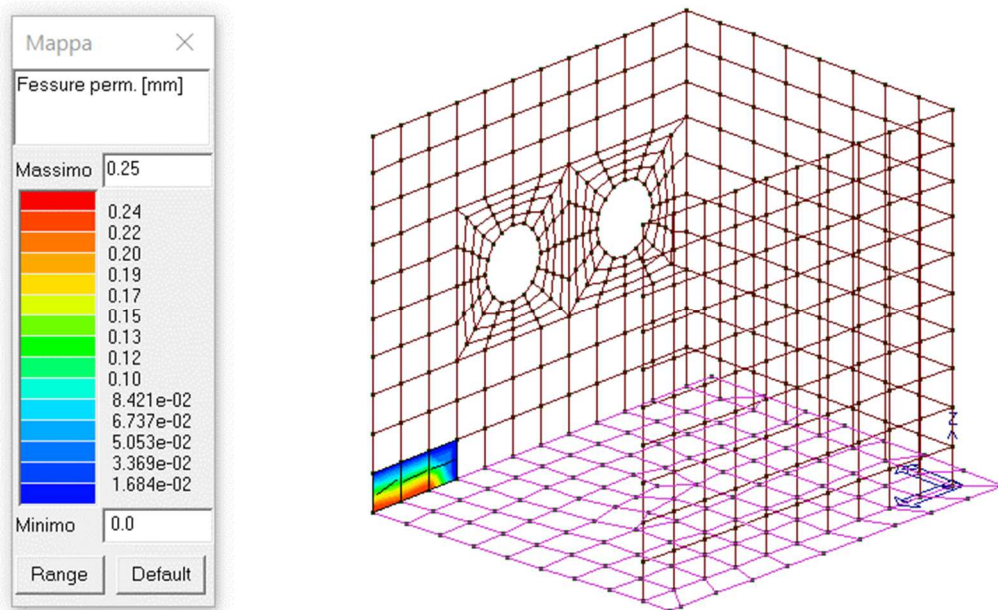 Mappa
Fessure perm. [mm]
Massimo 0.25
0.24
0.22
0.20
0.19
0.17
0.15
0.13
0.12
0.10
8.421e-02
6.737e-02
5.053e-02
3.369e-02
1.684e-02
Minimo 0.0
Range Default
Z